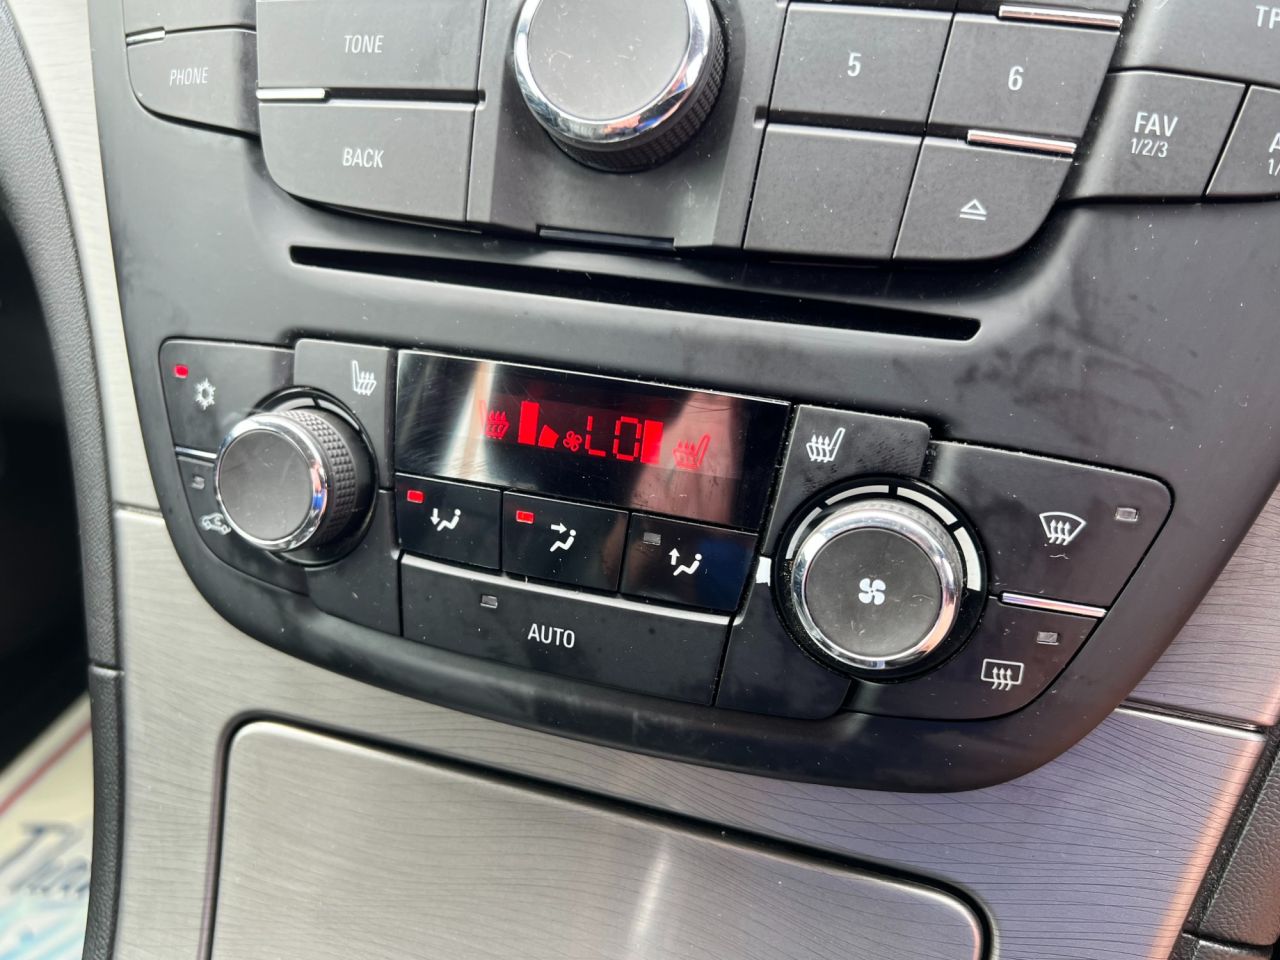 TONE
PHONE
BACK
5
6
FAV
1/2/3
LO
AUTO